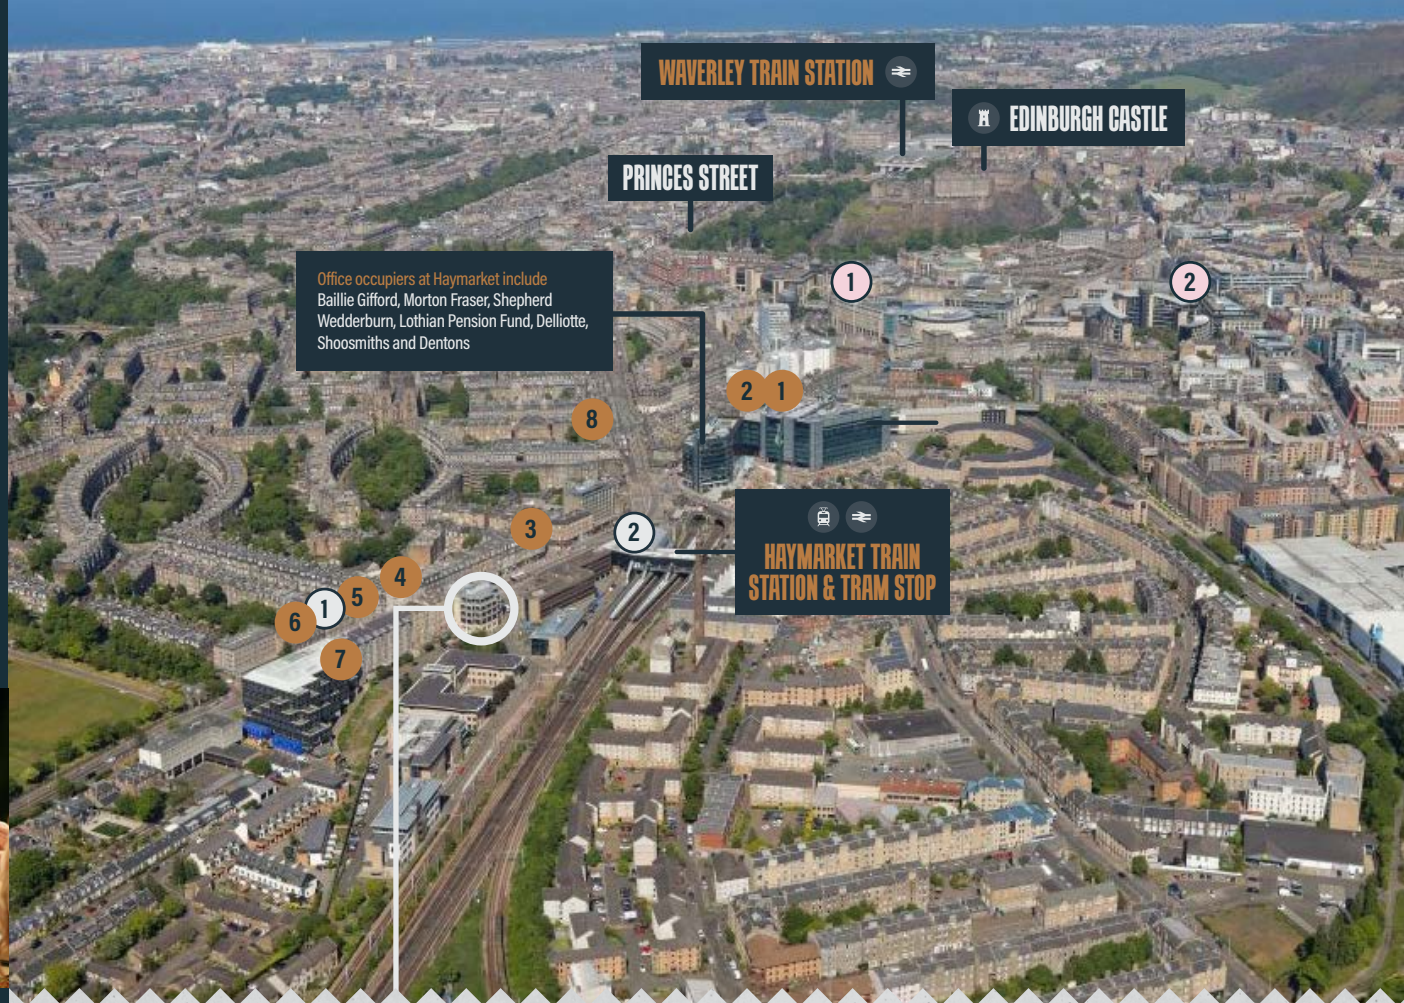 WAVERLEY TRAIN STATION
EDINBURGH CASTLE
PRINCES STREET
Office occupiers at Haymarket include
Baillie Gifford, Morton Fraser, Shepherd
Wedderburn, Lothian Pension Fund, Delliotte,
Shoosmiths and Dentons
1
2
2
1
8
3
2
HAYMARKET TRAIN
STATION & TRAM STOP
4
5
1
6
7